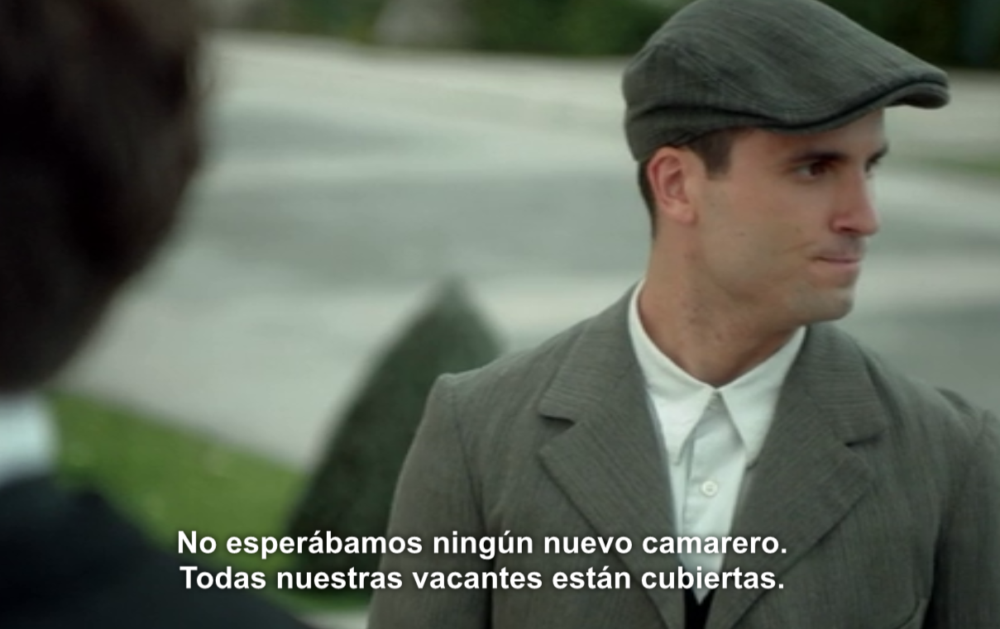 No esperábamos ningún nuevo camarero.
Todas nuestras vacantes están cubiertas.